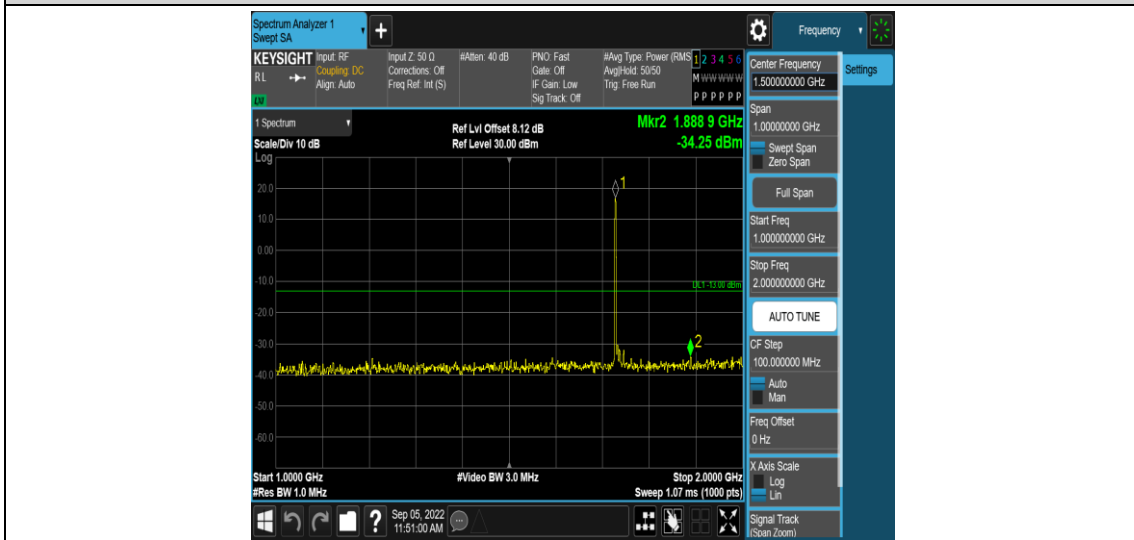 Spectrum Analyzer 1
Swept SA
+
Frequency
KEYSIGHT
RL
LXI
Input: RF
Coupling: DC
Align: Auto
Input Z: 50 Ω
Corrections: Off
Freq Ref: Int (S)
#Atten: 40 dB
PNO: Fast
Gate: Off
IF Gain: Low
Sig Track: Off
#Avg Type: Power (RMS
Avg|Hold: 50/50
Trig: Free Run
1 2 3 4 5 6
M W W W W W
P P P P P P
1 Spectrum
Scale/Div 10 dB
Log
Ref Lvl Offset 8.12 dB
Ref Level 30.00 dBm
Mkr2 1.888 9 GHz
-34.25 dBm
1
20.0
10.0
0.00
DL1 -13.00 dBm
-10.0
-20.0
2
-30.0
-40.0
-50.0
-60.0
Start 1.0000 GHz
#Res BW 1.0 MHz
#Video BW 3.0 MHz
Stop 2.0000 GHz
Sweep 1.07 ms (1000 pts)
Center Frequency
1.50000000 GHz
Settings
Span
1.00000000 GHz
Swept Span
Zero Span
Full Span
Start Freq
1.000000000 GHz
Stop Freq
2.000000000 GHz
AUTO TUNE
CF Step
100.000000 MHz
Auto
Man
Freq Offset
0 Hz
X Axis Scale
Log
Lin
Signal Track
(Span Zoom)
?
Sep 05, 2022
11:51:00 AM